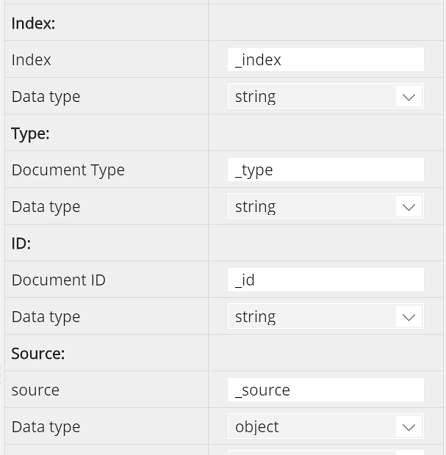 Index:
Index _index
Data type string
Type:
Document Type _type
Data type string
ID:
Document ID _id
Data type string
Source:
source _source
Data type object